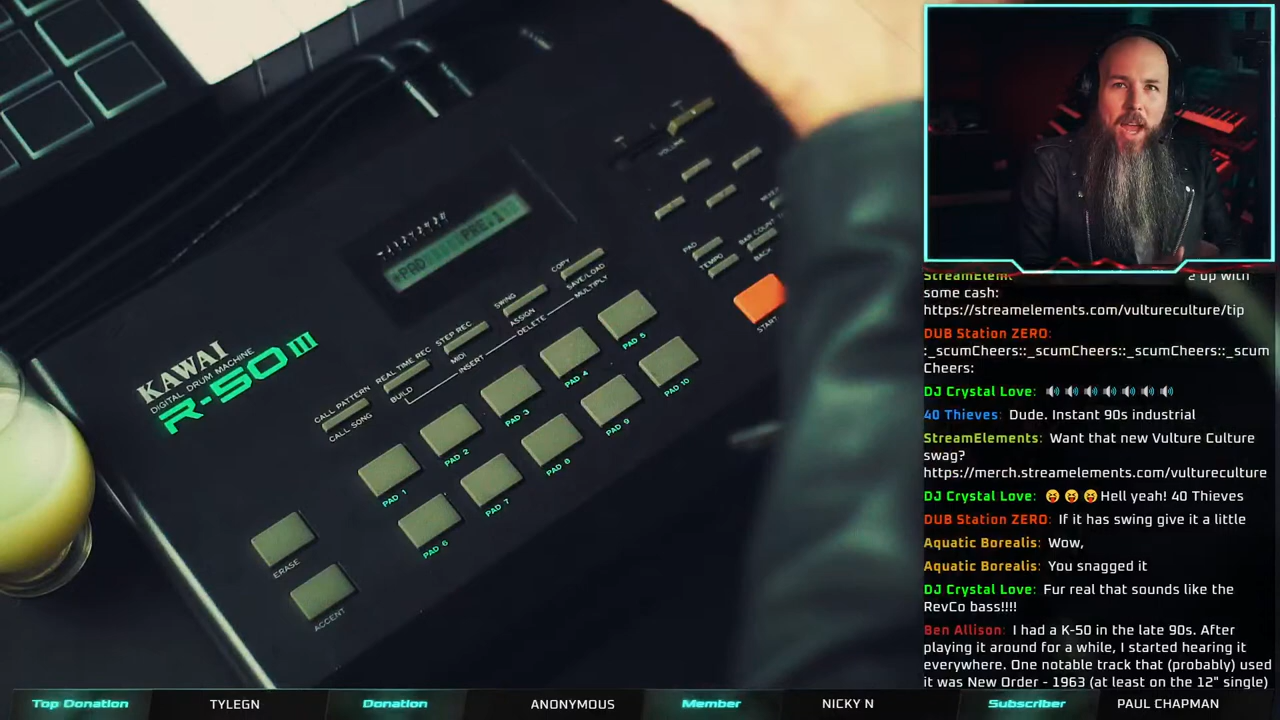 VOLUME
*PAD PRE.1
COPY
SAVE/LOAD
MULTIPLY
SWING
ASSIGN
DELETE
STEP REC
MIDI
INSERT
REAL TIME REC
BUILD
CALL PATTERN
CALL SONG
PAD
TEMPO
BAR COUNT
BACK
START
KAWAI
DIGITAL DRUM MACHINE
R-50III
PAD 1
PAD 2
PAD 3
PAD 4
PAD 5
PAD 6
PAD 7
PAD 8
PAD 9
PAD 10
ERASE
ACCENT
up with
some cash:
https://streamelements.com/vultureculture/tip
DUB Station ZERO:
:_scumCheers::_scumCheers::_scumCheers::_scum
Cheers:
DJ Crystal Love: 🔊 🔊 🔊 🔊 🔊 🔊 🔊
40 Thieves: Dude. Instant 90s industrial
StreamElements: Want that new Vulture Culture
swag?
https://merch.streamelements.com/vultureculture
DJ Crystal Love: 😝 😝 😝 Hell yeah! 40 Thieves
DUB Station ZERO: If it has swing give it a little
Aquatic Borealis: Wow,
Aquatic Borealis: You snagged it
DJ Crystal Love: Fur real that sounds like the
RevCo bass!!!!
Ben Allison: I had a K-50 in the late 90s. After
playing it around for a while, I started hearing it
everywhere. One notable track that (probably) used
it was New Order - 1963 (at least on the 12" single)
Top Donation TYLEGN Donation ANONYMOUS Member NICKY N Subscriber PAUL CHAPMAN